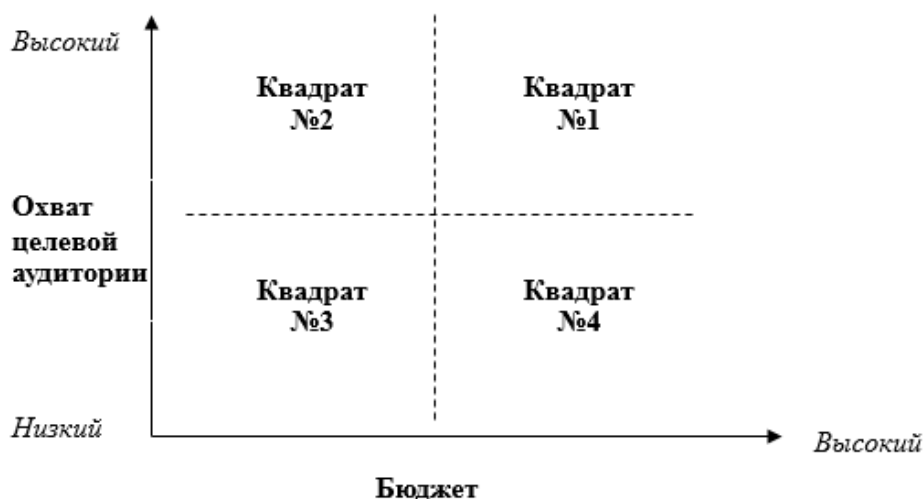 Высокий
Квадрат
№2
Квадрат
№1
Охват
целевой
аудитории
Квадрат
№3
Квадрат
№4
Низкий
Высокий
Бюджет